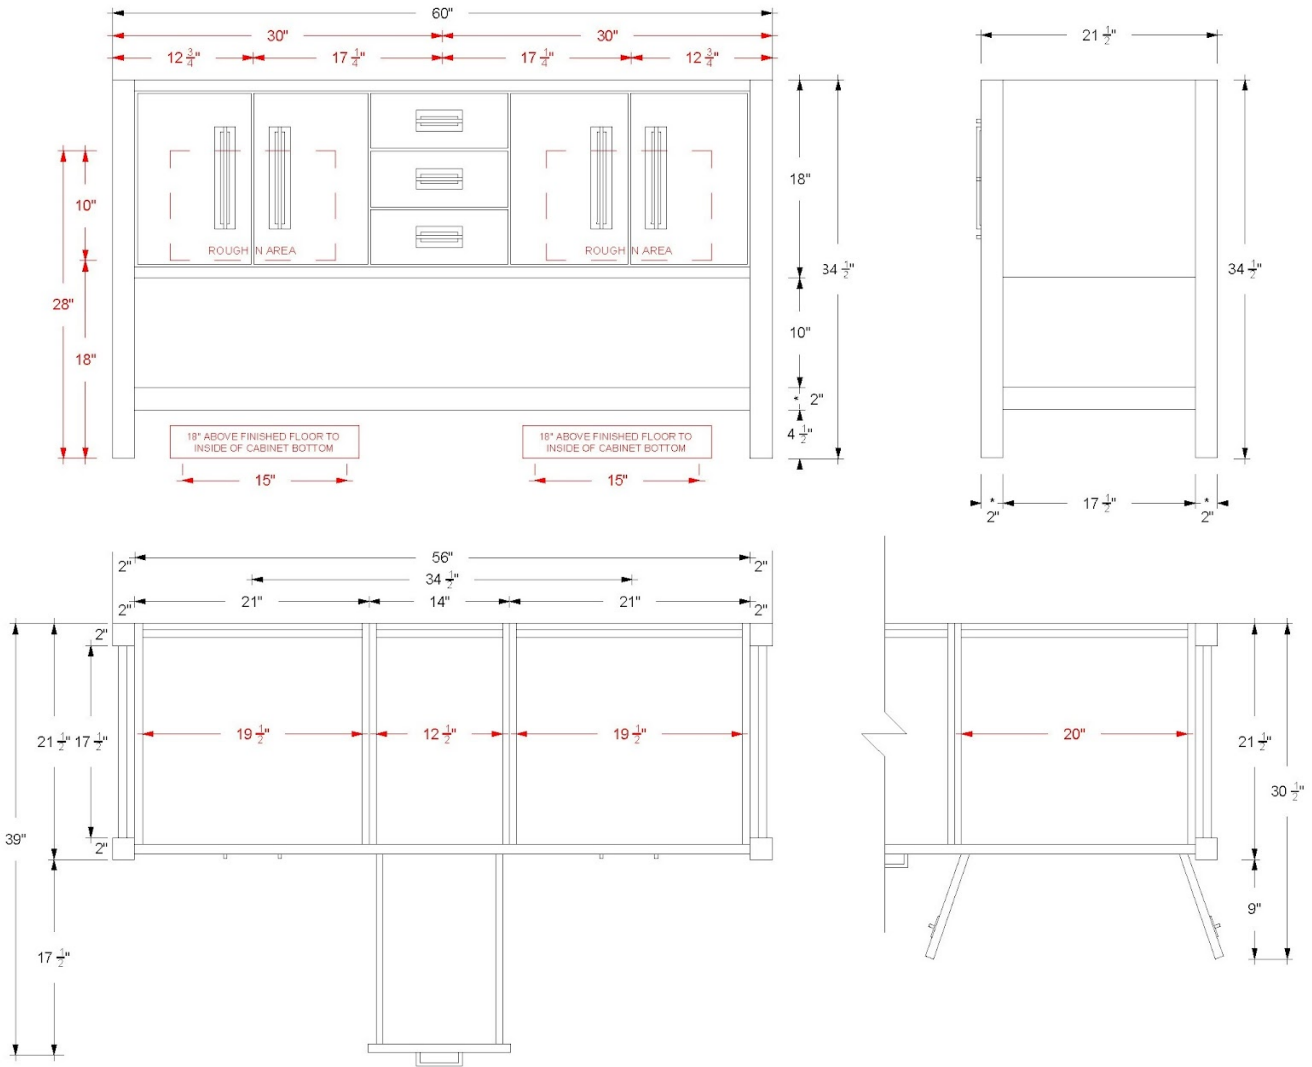 60"
30" 30"
12 3/4" 17 1/4" 17 1/4" 12 3/4"
21 1/2"
10"
28"
18"
ROUGH N AREA
ROUGH N AREA
18"
34 1/2"
10"
* 2"
4 1/2"
34 1/2"
18" ABOVE FINISHED FLOOR TO
INSIDE OF CABINET BOTTOM
15"
18" ABOVE FINISHED FLOOR TO
INSIDE OF CABINET BOTTOM
15"
* 17 1/2" *
2" 2"
2" 56" 2"
34 1/2"
2" 21" 14" 21" 2"
2"
21 1/2" 17 1/2"
19 1/2" 12 1/2" 19 1/2"
39"
2"
17 1/2"
20"
21 1/2"
30 1/2"
9"